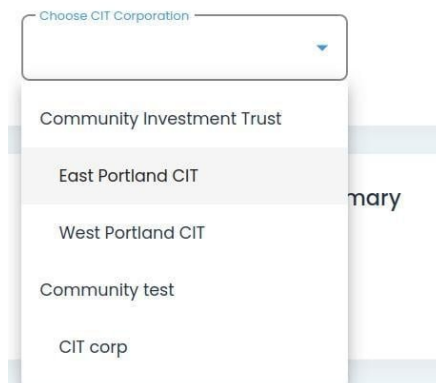 Choose CIT Corporation
Community Investment Trust
East Portland CIT
mary
West Portland CIT
Community test
CIT corp